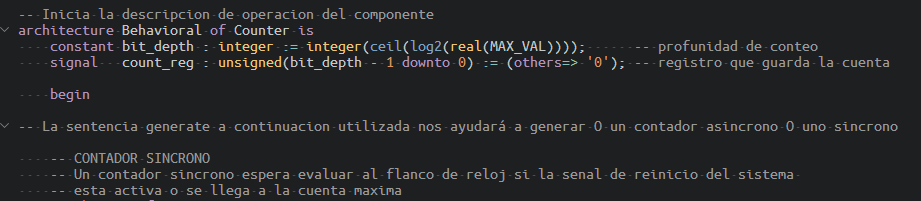 -- Inicia la descripcion de operacion del componente
architecture Behavioral of Counter is
constant bit_depth : integer := integer(ceil(log2(real(MAX_VAL)))); -- profunidad de conteo
signal count_reg : unsigned(bit_depth - 1 downto 0) := (others=> '0'); -- registro que guarda la cuenta
begin
-- La sentencia generate a continuacion utilizada nos ayudará a generar O un contador asincrono O uno sincrono
-- CONTADOR SINCRONO
-- Un contador sincrono espera evaluar al flanco de reloj si la senal de reinicio del sistema
-- esta activa o se llega a la cuenta maxima